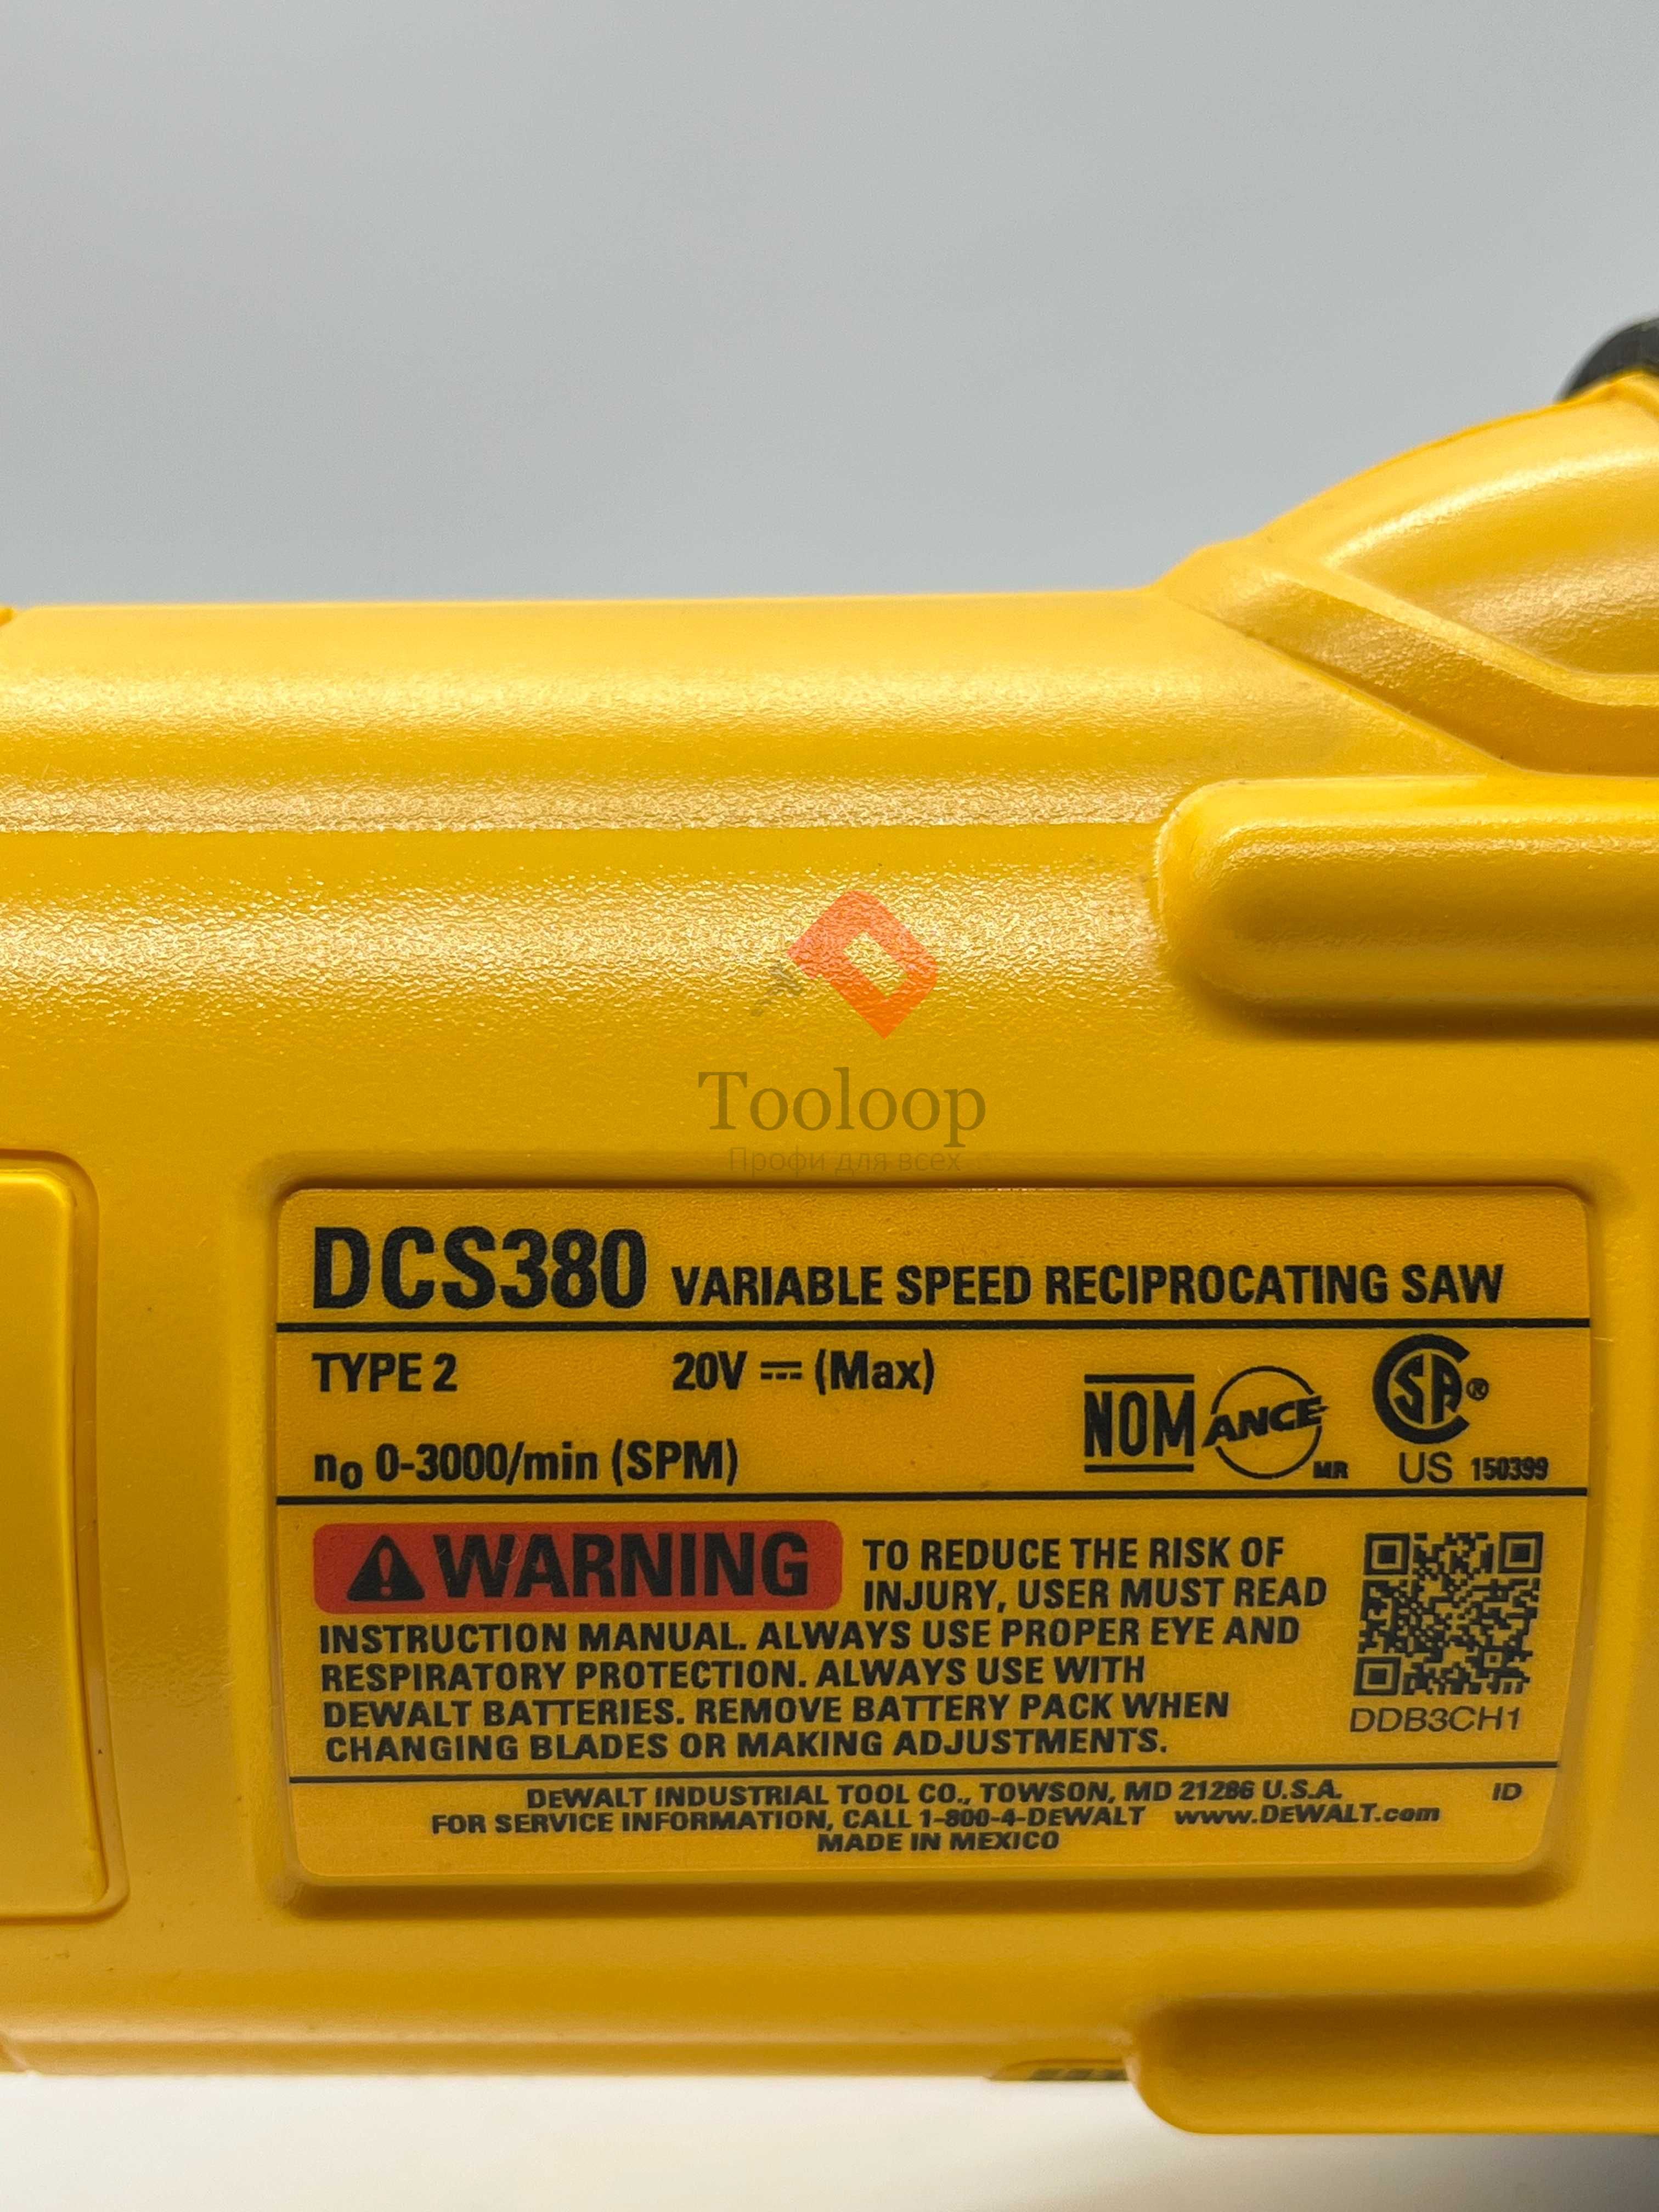 Tooloop
Профи для всех
DCS380 VARIABLE SPEED RECIPROCATING SAW
TYPE 2 20V ⎓ (Max)
NOM ANCE MR CSA®
n₀ 0-3000/min (SPM)
US 150399
WARNING TO REDUCE THE RISK OF
INJURY, USER MUST READ
INSTRUCTION MANUAL. ALWAYS USE PROPER EYE AND
RESPIRATORY PROTECTION. ALWAYS USE WITH
DEWALT BATTERIES. REMOVE BATTERY PACK WHEN
CHANGING BLADES OR MAKING ADJUSTMENTS.
DDB3CH1
DEWALT INDUSTRIAL TOOL CO., TOWSON, MD 21286 U.S.A. ID
FOR SERVICE INFORMATION, CALL 1-800-4-DEWALT www.DEWALT.com
MADE IN MEXICO